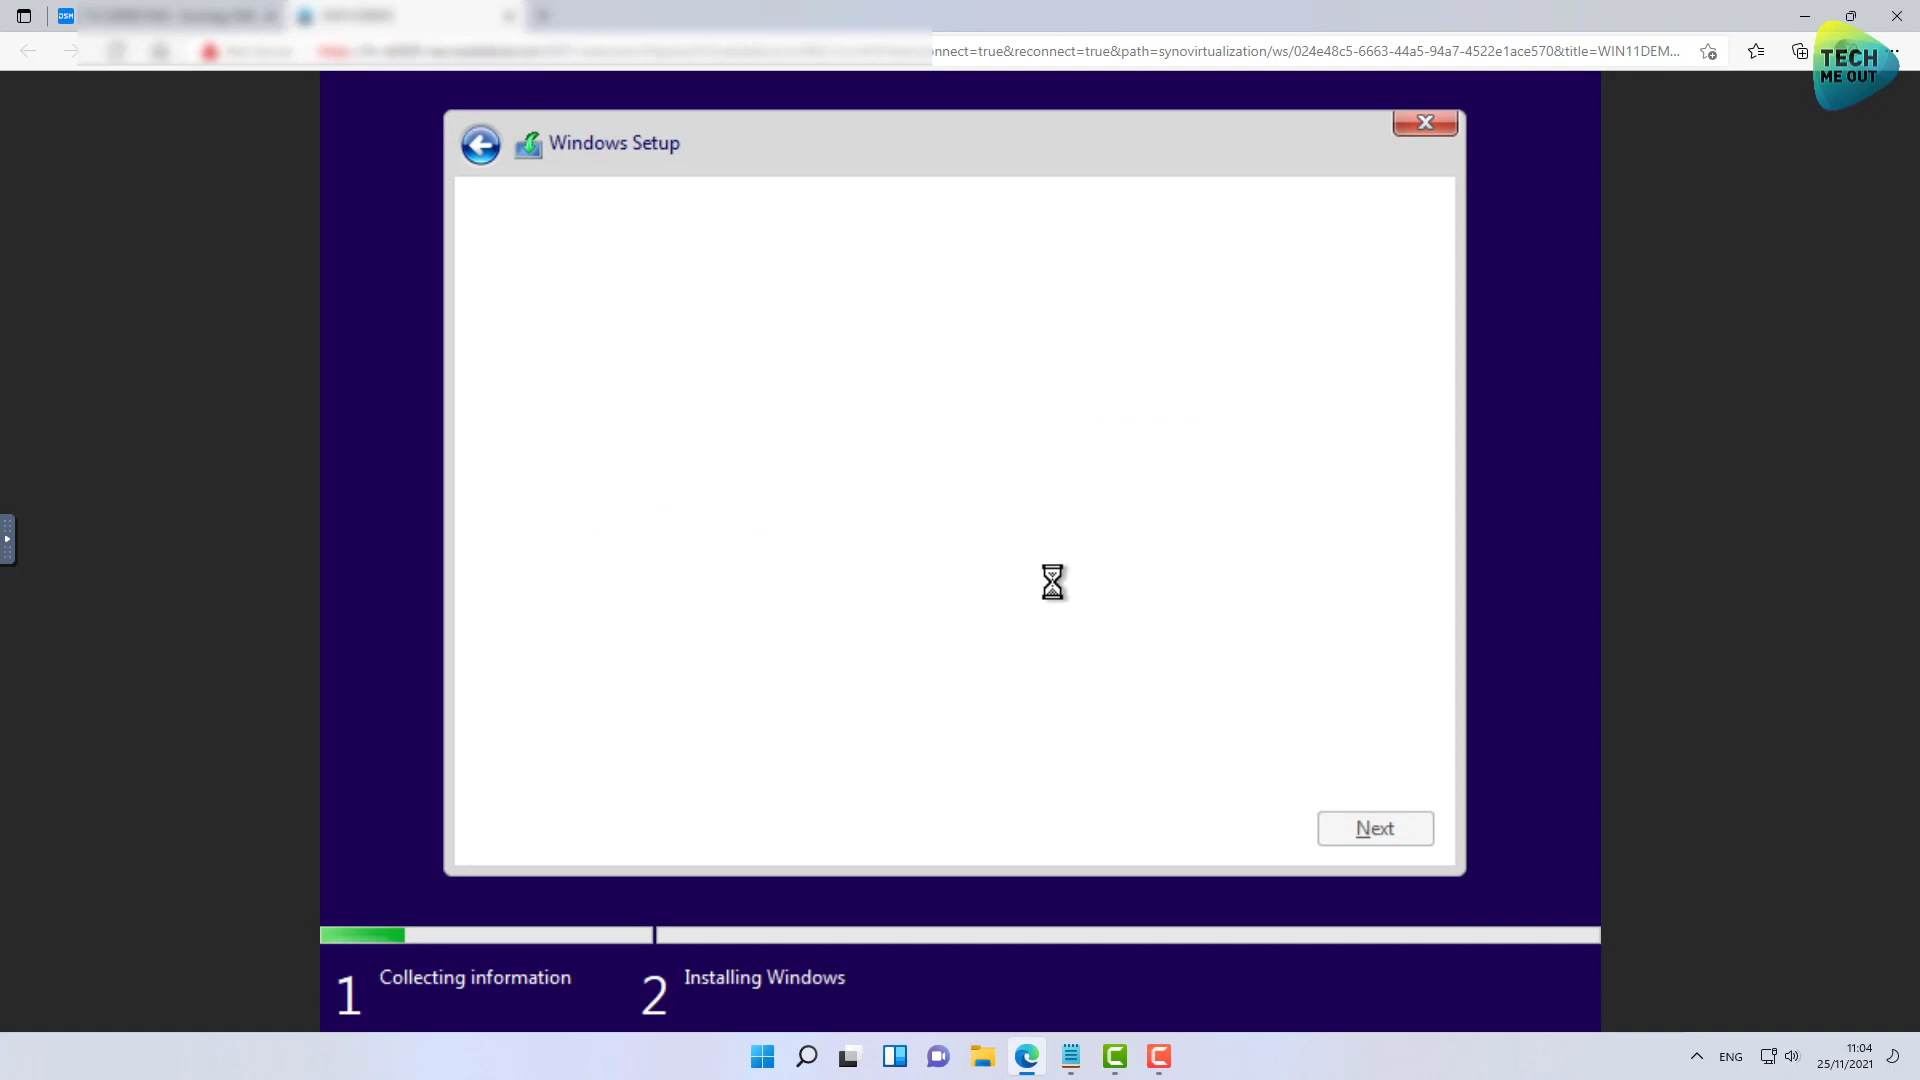 DSM
nnect=true&reconnect=true&path=synovirtualization/ws/024e48c5-6663-44a5-94a7-4522e1ace570&title=WIN11DEM...
TECH
ME OUT
Windows Setup
Next
1 Collecting information
2 Installing Windows
ENG
11:04
25/11/2021